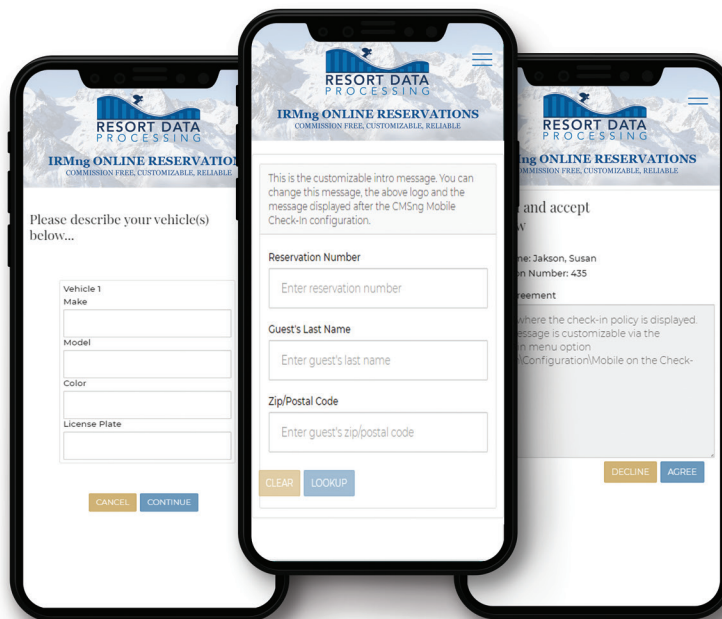 RESORT DATA
PROCESSING
IRMng ONLINE RESERVATIO
COMMISSION FREE, CUSTOMIZABLE, RELIABLE
Please describe your vehicle(s)
below...
Vehicle 1
Make
Model
Color
License Plate
CANCEL
CONTINUE
RESORT DATA
PROCESSING
IRMng ONLINE RESERVATIONS
COMMISSION FREE, CUSTOMIZABLE, RELIABLE
This is the customizable intro message. You can
change this message, the above logo and the
message displayed after the CMSng Mobile
Check-In configuration.
Reservation Number
Enter reservation number
Guest's Last Name
Enter guest's last name
Zip/Postal Code
Enter guest's zip/postal code
CLEAR
LOOKUP
RESORT DATA
PROCESSING
ng ONLINE RESERVATIONS
OMMISSION FREE, CUSTOMIZABLE, RELIABLE
and accept
w
me: Jakson, Susan
on Number: 435
reement
where the check-in policy is displayed.
essage is customizable via the
in menu option
\Configuration\Mobile on the Check-
DECLINE
AGREE